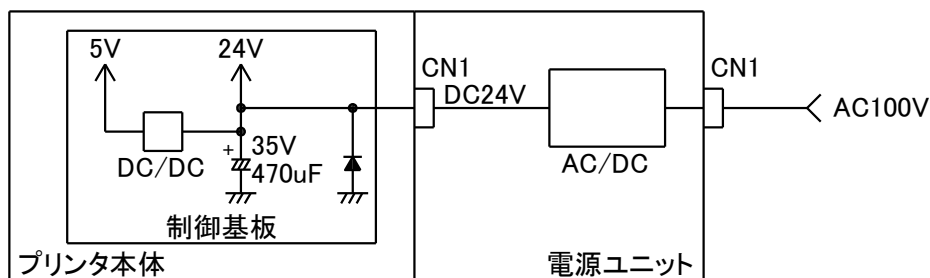 5V
24V
CN1
DC24V
CN1
AC100V
+
35V
470uF
DC/DC
AC/DC
制御基板
プリンタ本体
電源ユニット